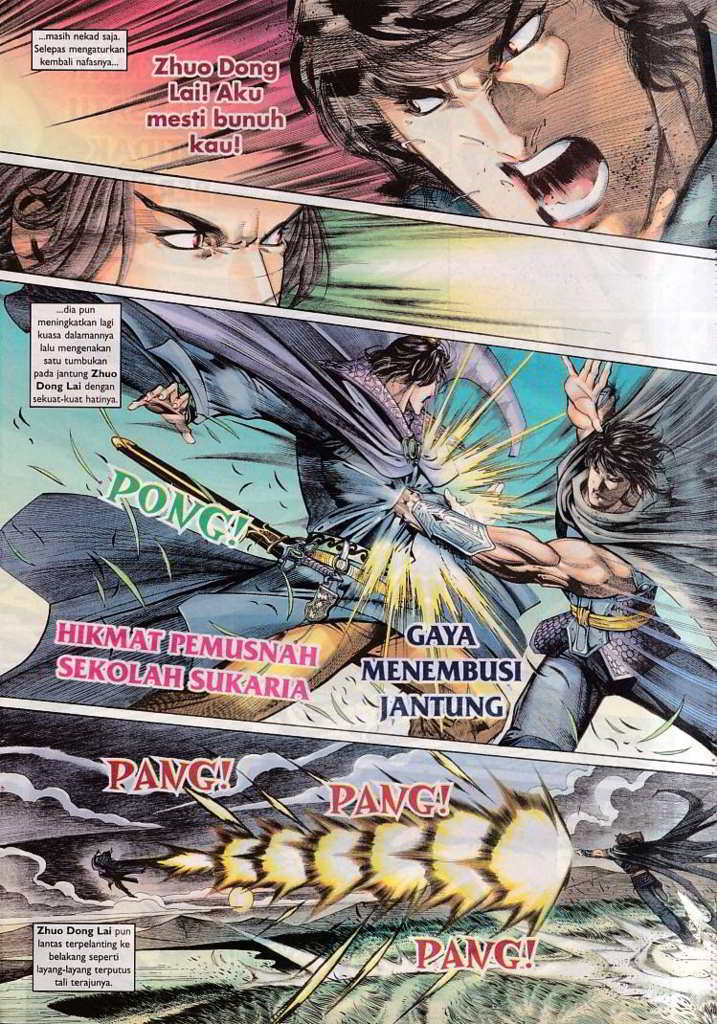 ...masih nekad saja.
Selepas mengaturkan
kembali nafasnya...
Zhuo Dong
Lai! Aku
mesti bunuh
kau!
...dia pun
meningkatkan lagi
kuasa dalamannya
lalu mengenakan
satu tumbukan
pada jantung Zhuo
Dong Lai dengan
sekuat-kuat hatinya.
PONG!
HIKMAT PEMUSNAH
SEKOLAH SUKARIA
GAYA
MENEMBUSI
JANTUNG
PANG!
PANG!
Zhuo Dong Lai pun
lantas terpelanting ke
belakang seperti
layang-layang terputus
tali terajunya.
PANG!